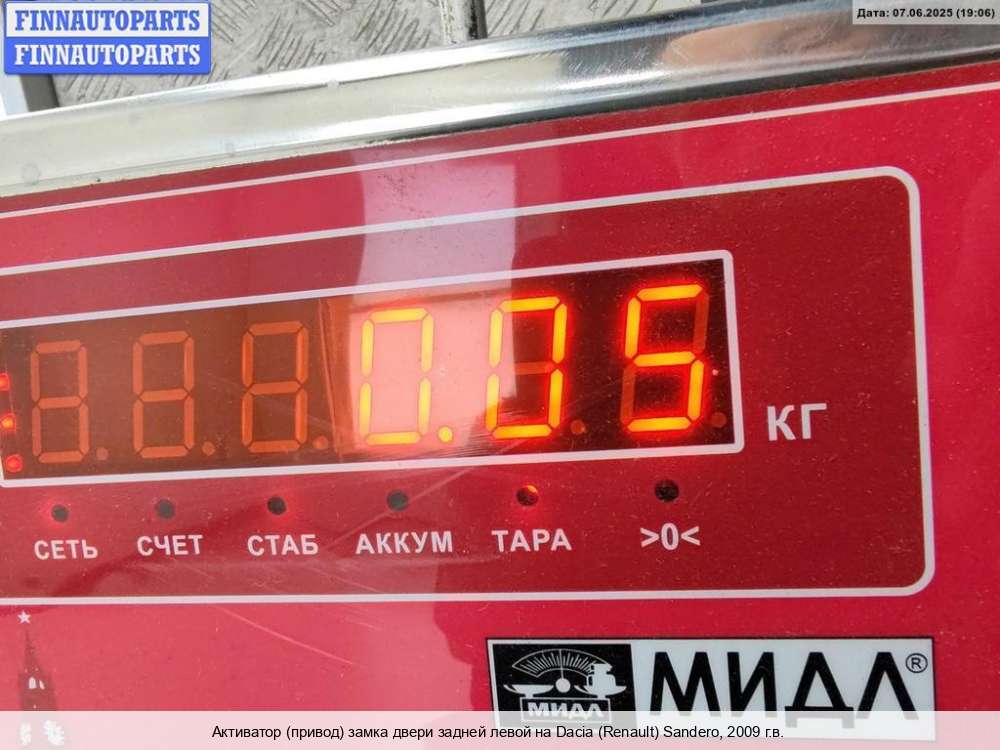 FINNAUTOPARTS
FINNAUTOPARTS
Дата: 07.06.2025 (19:06)
0.05
КГ
СЕТЬ СЧЕТ СТАБ АККУМ ТАРА >0<
МИДЛ МИДЛ®
Активатор (привод) замка двери задней левой на Dacia (Renault) Sandero, 2009 г.в.